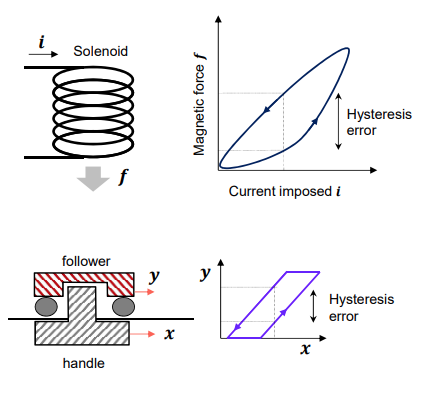 i
Solenoid
f
Magnetic force f
Hysteresis
error
Current imposed i
follower
y
x
handle
y
Hysteresis
error
x